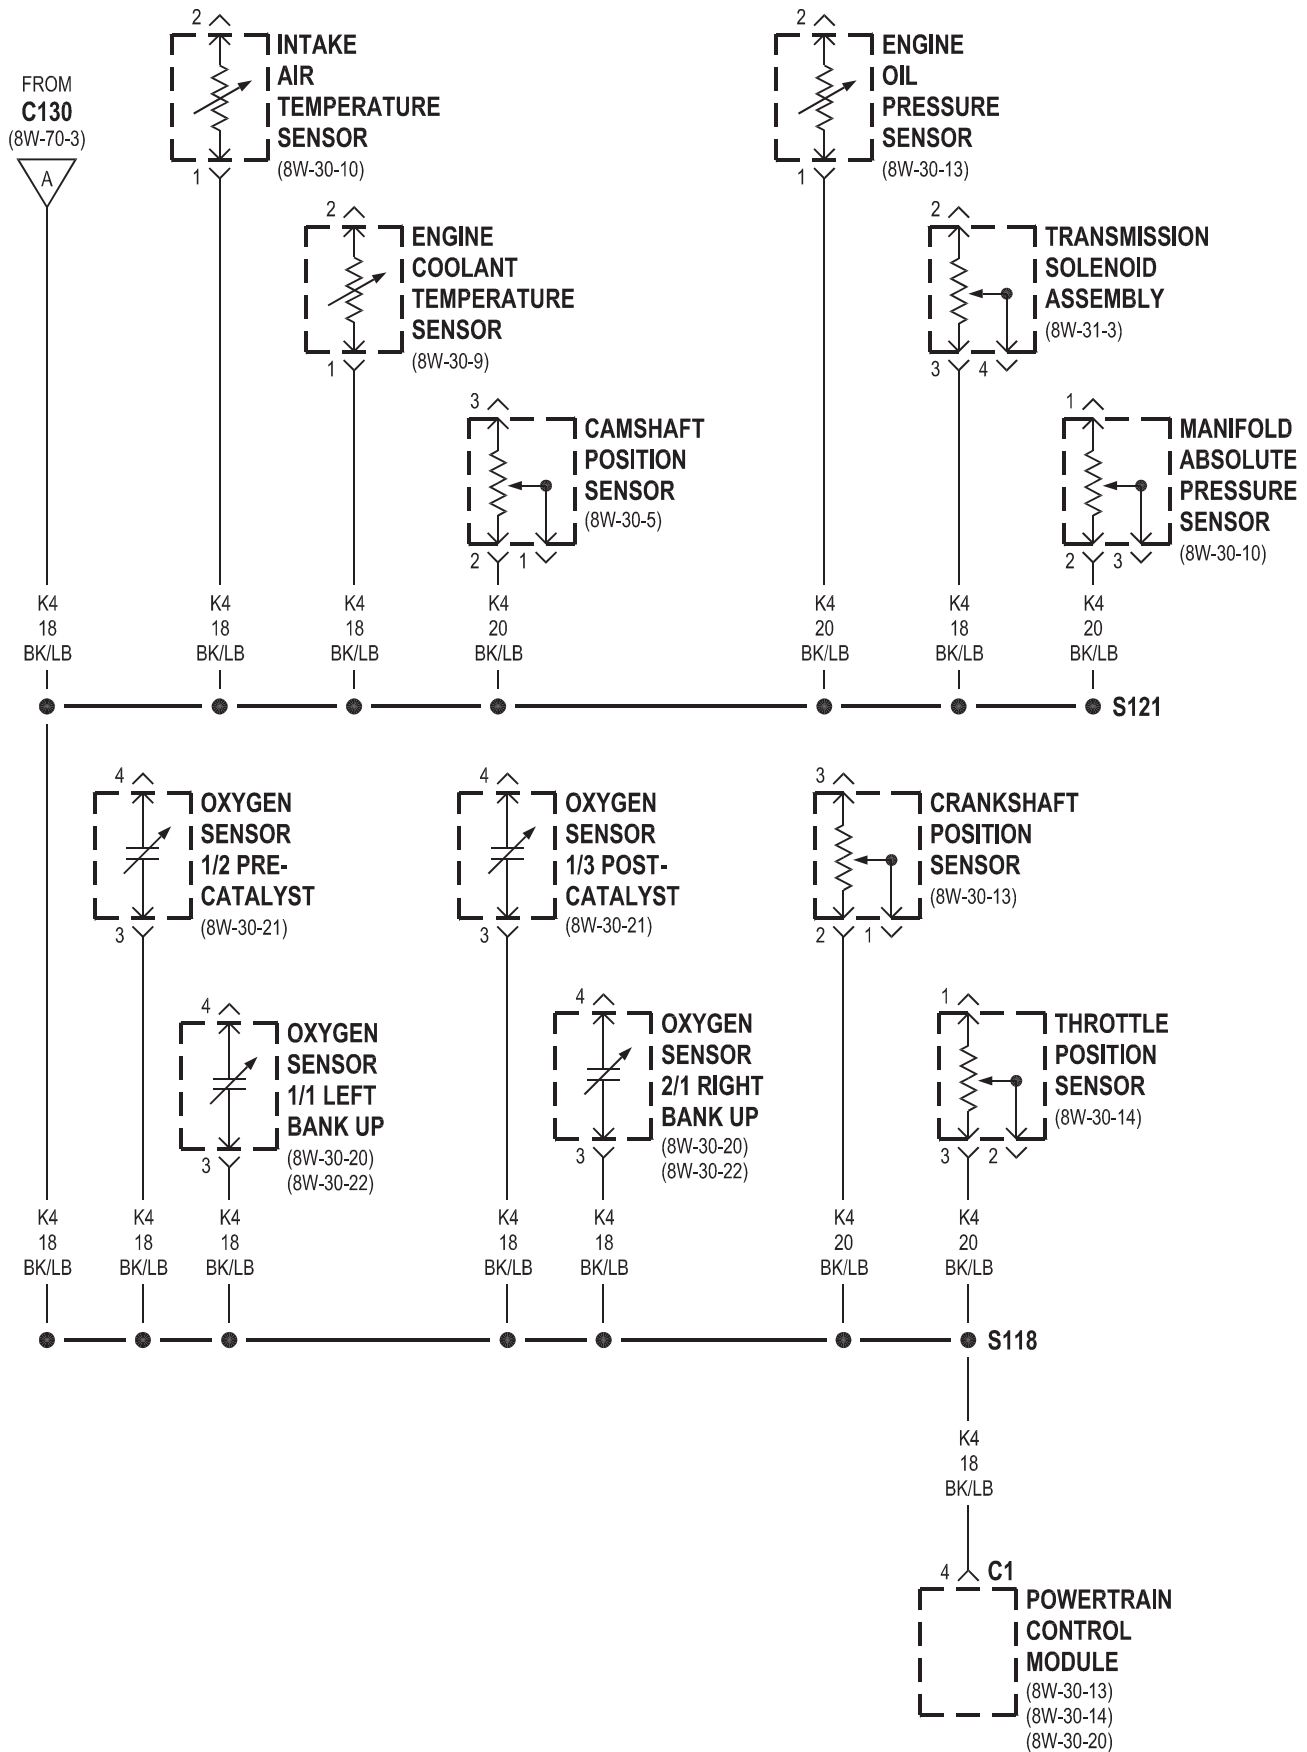 FROM
C130
(8W-70-3)
A
2
INTAKE
AIR
TEMPERATURE
SENSOR
(8W-30-10)
1
2
ENGINE
COOLANT
TEMPERATURE
SENSOR
(8W-30-9)
1
3
CAMSHAFT
POSITION
SENSOR
(8W-30-5)
2 1
2
ENGINE
OIL
PRESSURE
SENSOR
(8W-30-13)
1
2
TRANSMISSION
SOLENOID
ASSEMBLY
(8W-31-3)
3 4
1
MANIFOLD
ABSOLUTE
PRESSURE
SENSOR
(8W-30-10)
2 3
K4 K4 K4 K4 K4 K4 K4
18 18 18 20 20 18 20
BK/LB BK/LB BK/LB BK/LB BK/LB BK/LB BK/LB
S121
4
OXYGEN
SENSOR
1/2 PRE-
CATALYST
(8W-30-21)
3
4
OXYGEN
SENSOR
1/1 LEFT
BANK UP
(8W-30-20)
(8W-30-22)
3
4
OXYGEN
SENSOR
1/3 POST-
CATALYST
(8W-30-21)
3
4
OXYGEN
SENSOR
2/1 RIGHT
BANK UP
(8W-30-20)
(8W-30-22)
3
3
CRANKSHAFT
POSITION
SENSOR
(8W-30-13)
2 1
1
THROTTLE
POSITION
SENSOR
(8W-30-14)
3 2
K4 K4 K4 K4 K4 K4 K4
18 18 18 18 18 20 20
BK/LB BK/LB BK/LB BK/LB BK/LB BK/LB BK/LB
S118
K4
18
BK/LB
4 C1
POWERTRAIN
CONTROL
MODULE
(8W-30-13)
(8W-30-14)
(8W-30-20)